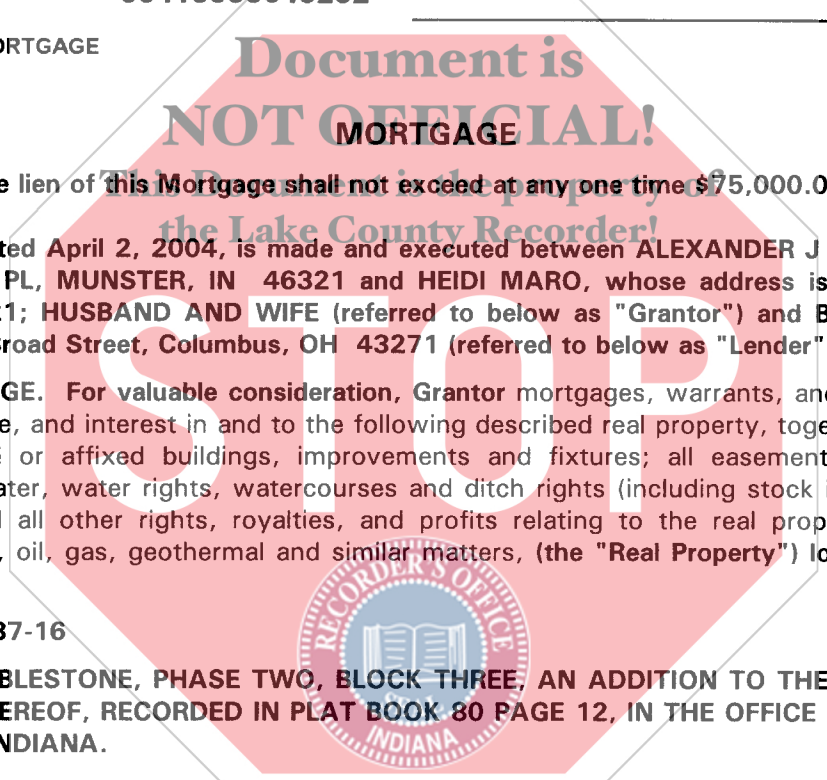 ORTGAGE
Document is
NOT OFFICIAL!
MORTGAGE
This Document is the property of
the Lake County Recorder!
e lien of this Mortgage shall not exceed at any one time $75,000.0
ted April 2, 2004, is made and executed between ALEXANDER J
PL, MUNSTER, IN 46321 and HEIDI MARO, whose address is
1; HUSBAND AND WIFE (referred to below as "Grantor") and B
Broad Street, Columbus, OH 43271 (referred to below as "Lender"
STOP
GE. For valuable consideration, Grantor mortgages, warrants, and
e, and interest in and to the following described real property, toge
or affixed buildings, improvements and fixtures; all easement
ater, water rights, watercourses and ditch rights (including stock i
all other rights, royalties, and profits relating to the real prop
, oil, gas, geothermal and similar matters, (the "Real Property") lo
RECORDER'S OFFICE
SEAL
INDIANA
37-16
BLESTONE, PHASE TWO, BLOCK THREE, AN ADDITION TO THE
EREOF, RECORDED IN PLAT BOOK 80 PAGE 12, IN THE OFFICE
NDIANA.